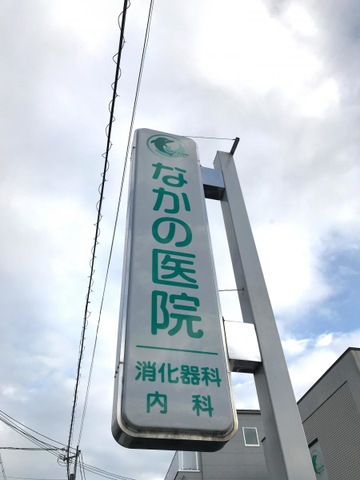 なかの医院
消化器科
内科